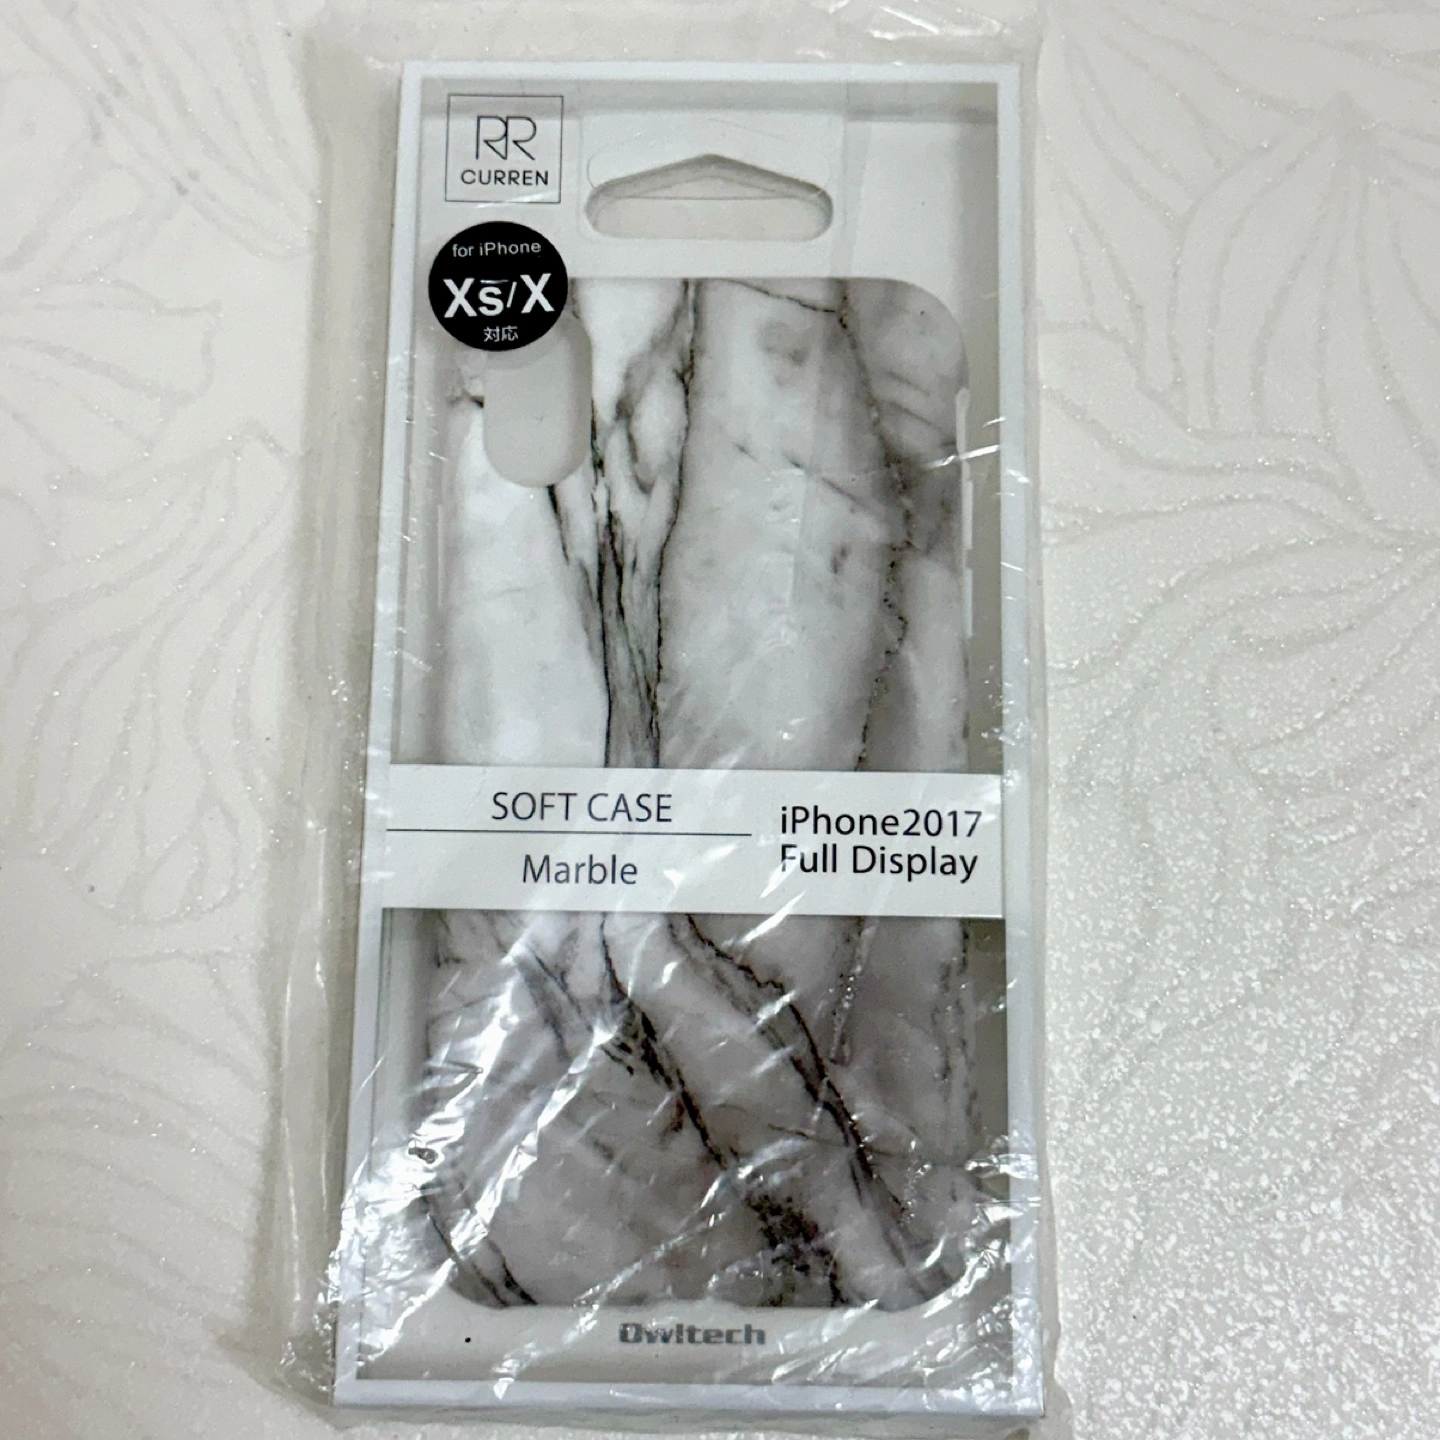 RR
CURREN
for iPhone
Xs/X
対応
SOFT CASE
Marble
iPhone2017
Full Display
Owltech